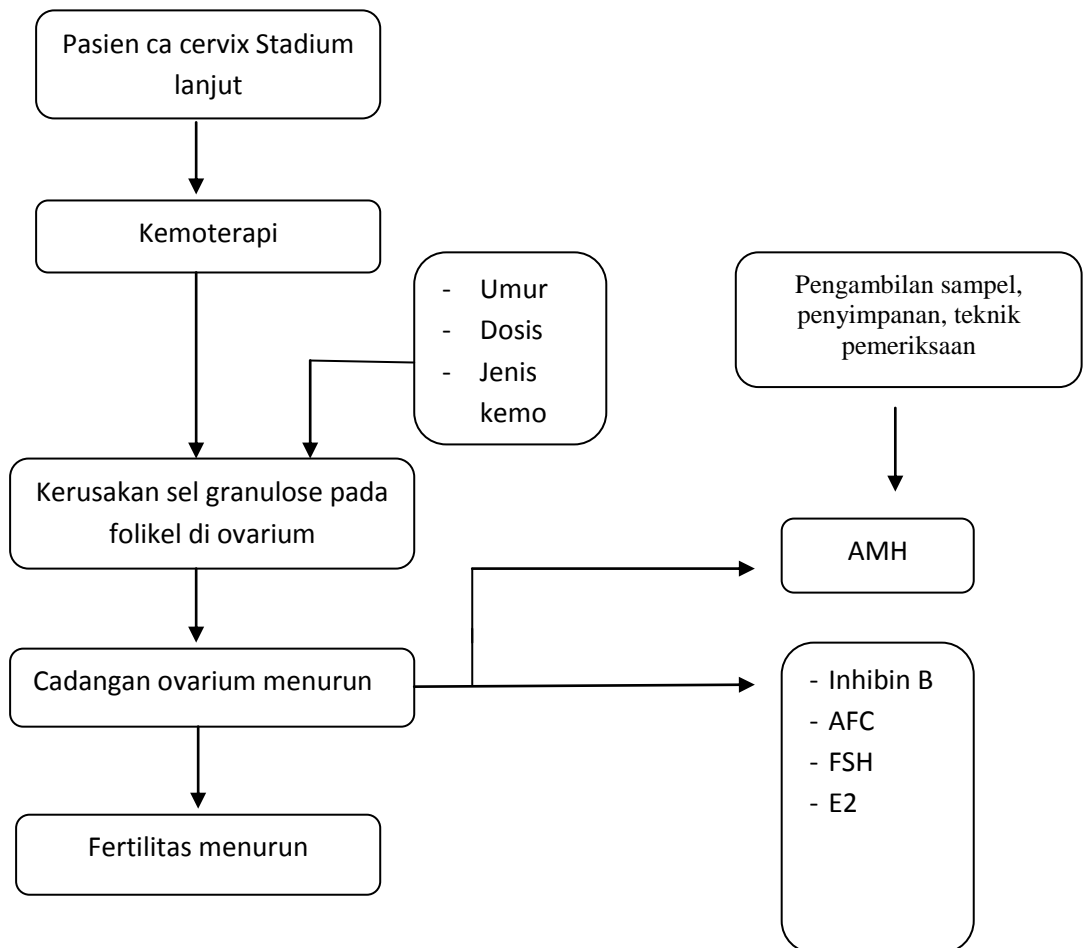 Pasien ca cervix Stadium
lanjut
Kemoterapi
- Umur
- Dosis
- Jenis
kemo
Pengambilan sampel,
penyimpanan, teknik
pemeriksaan
Kerusakan sel granulose pada
folikel di ovarium
AMH
Cadangan ovarium menurun
- Inhibin B
- AFC
- FSH
- E2
Fertilitas menurun